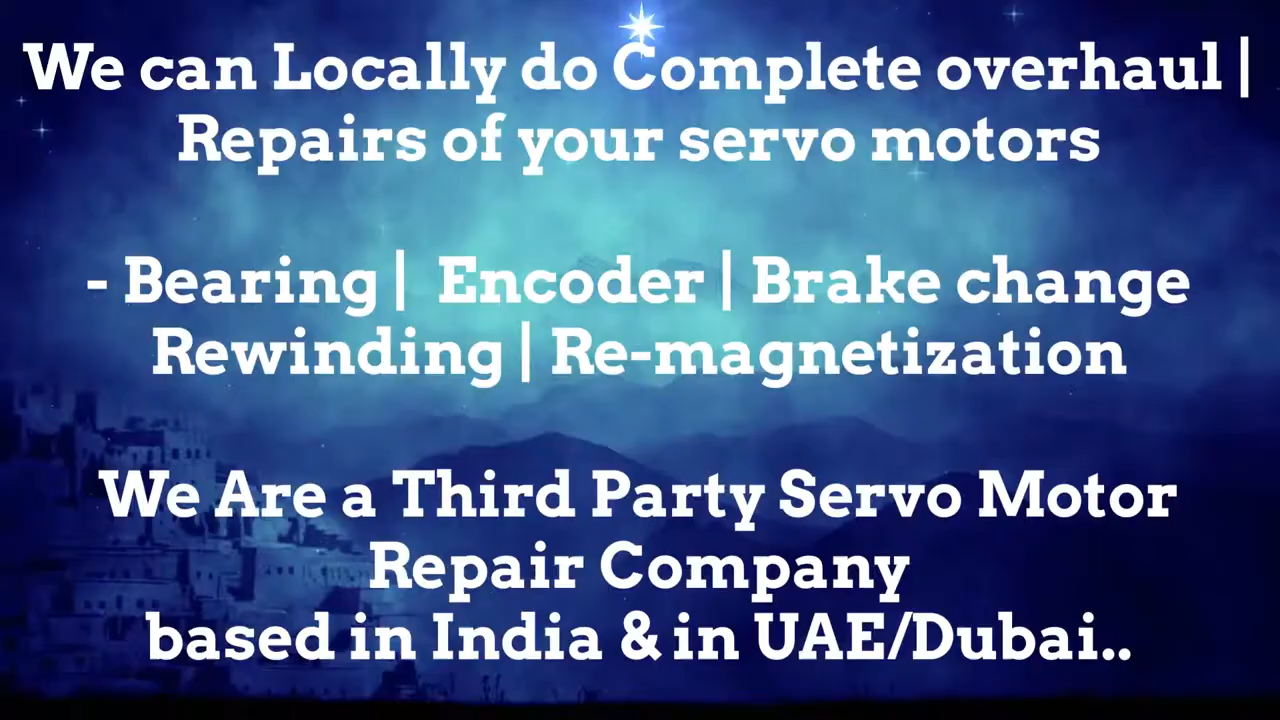 We can Locally do Complete overhaul |
Repairs of your servo motors
- Bearing | Encoder | Brake change
Rewinding | Re-magnetization
We Are a Third Party Servo Motor
Repair Company
based in India & in UAE/Dubai..